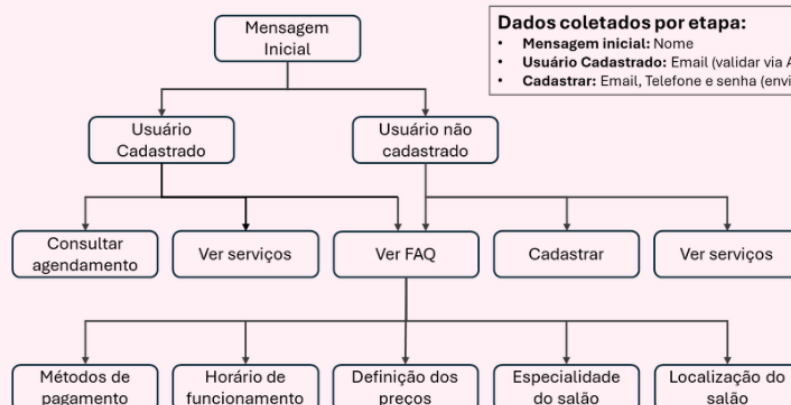 Mensagem
Inicial
Dados coletados por etapa:
• Mensagem inicial: Nome
• Usuário Cadastrado: Email (validar via
• Cadastrar: Email, Telefone e senha
Usuário
Cadastrado
Usuário não
cadastrado
Consultar
agendamento
Ver serviços
Ver FAQ
Cadastrar
Ver serviços
Métodos de
pagamento
Horário de
funcionamento
Definição dos
preços
Especialidade
do salão
Localização do
salão